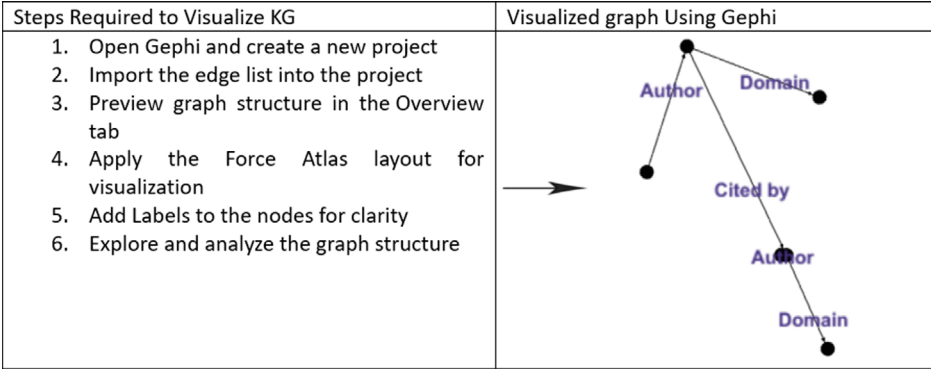 Steps Required to Visualize KG
1. Open Gephi and create a new project
2. Import the edge list into the project
3. Preview graph structure in the Overview
tab
4. Apply the Force Atlas layout for
visualization
5. Add Labels to the nodes for clarity
6. Explore and analyze the graph structure
Visualized graph Using Gephi
Author
Domain
Cited by
Author
Domain